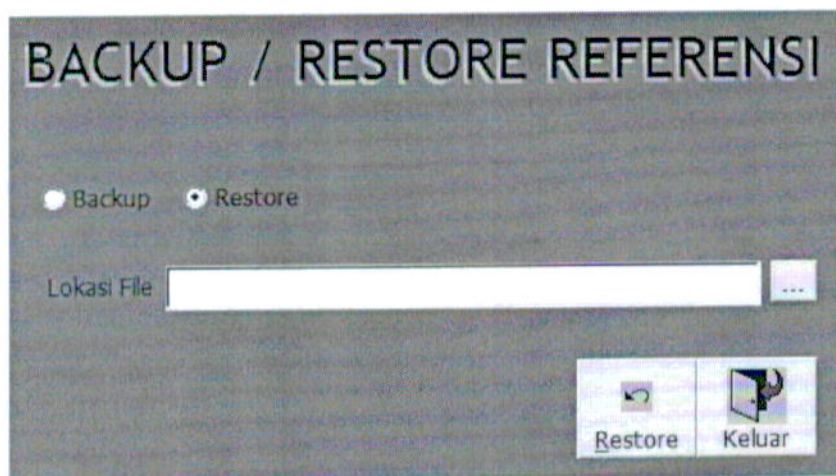 BACKUP / RESTORE REFERENSI
Backup Restore
Lokasi File ...
Restore Keluar